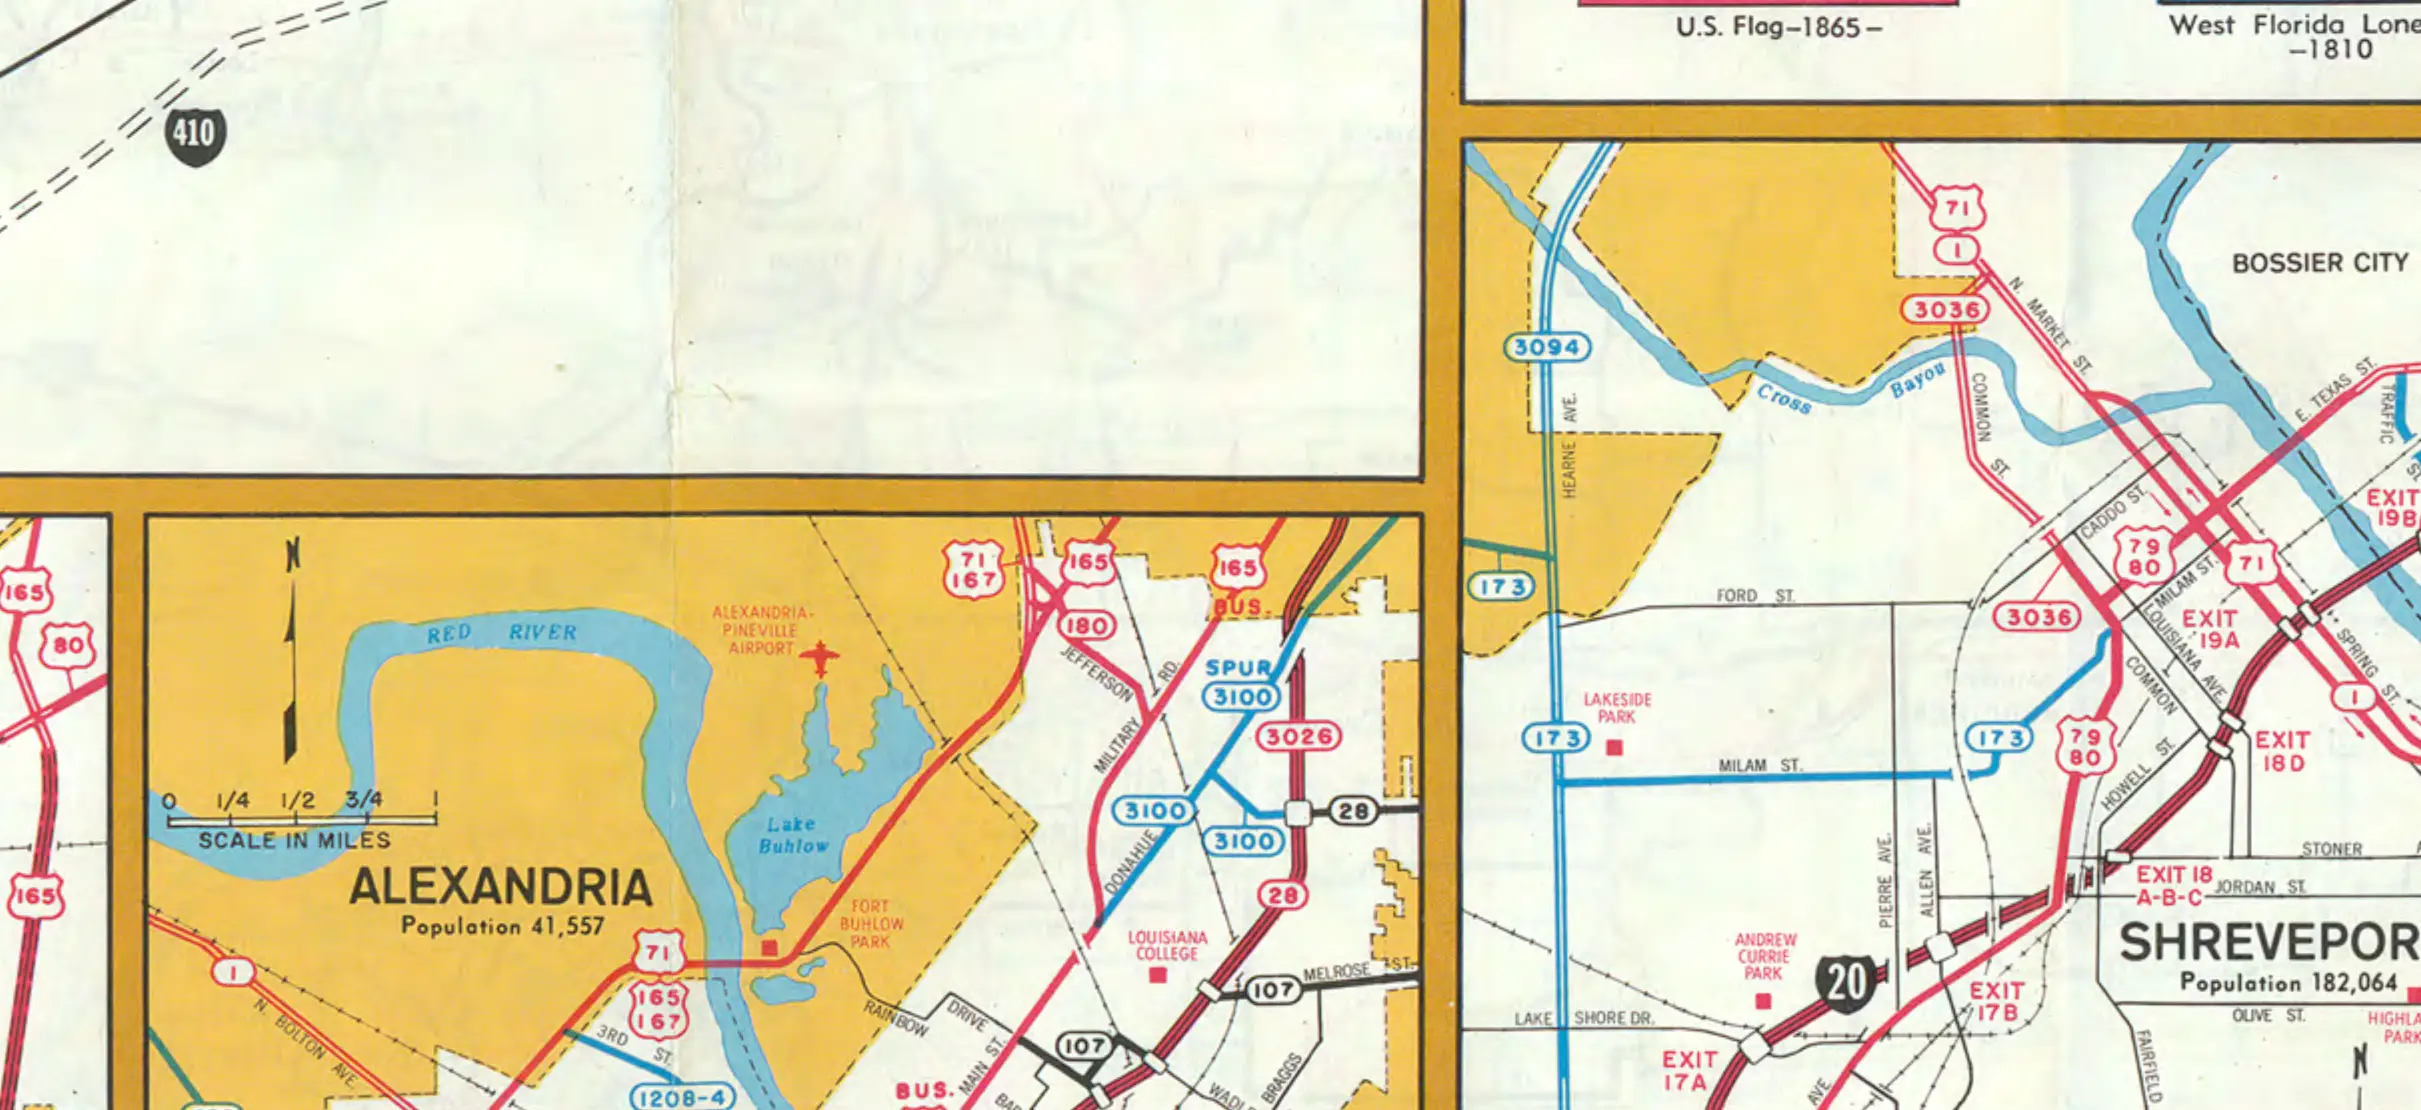 U.S. Flag-1865-
West Florida Lone
-1810
410
165
80
165
N
RED RIVER
ALEXANDRIA-
PINEVILLE
AIRPORT
0 1/4 1/2 3/4 1
SCALE IN MILES
ALEXANDRIA
Population 41,557
Lake
Buhlow
FORT
BUHLOW
PARK
71
167
165
180
165
BUS.
JEFFERSON
MILITARY RD.
SPUR
3100
3026
3100
DONAHUE
3100
28
28
LOUISIANA
COLLEGE
107
MELROSE ST.
107
RAINBOW DRIVE
MAIN ST.
BUS.
BRAGGS
71
165
167
3RD ST.
1208-4
1
N. BOLTON AVE.
71
1
3036
N. MARKET ST.
BOSSIER CITY
3094
HEARNE AVE.
Cross Bayou
COMMON ST.
E. TEXAS ST.
TRAFFIC
EXIT
19B
CADDO ST.
79
80
71
MILAM ST.
173
FORD ST.
3036
LOUISIANA AVE.
EXIT
19A
SPRING ST.
COMMON
1
LAKESIDE
PARK
173
173
MILAM ST.
79
80
EXIT
18D
HOWELL ST.
PIERRE AVE.
ALLEN AVE.
STONER
EXIT 18
A-B-C
JORDAN ST.
SHREVEPOR
Population 182,064
ANDREW
CURRIE
PARK
20
EXIT
17B
LAKE SHORE DR.
OLIVE ST.
HIGHLA
PARK
EXIT
17A
AVE
FAIRFIELD
N